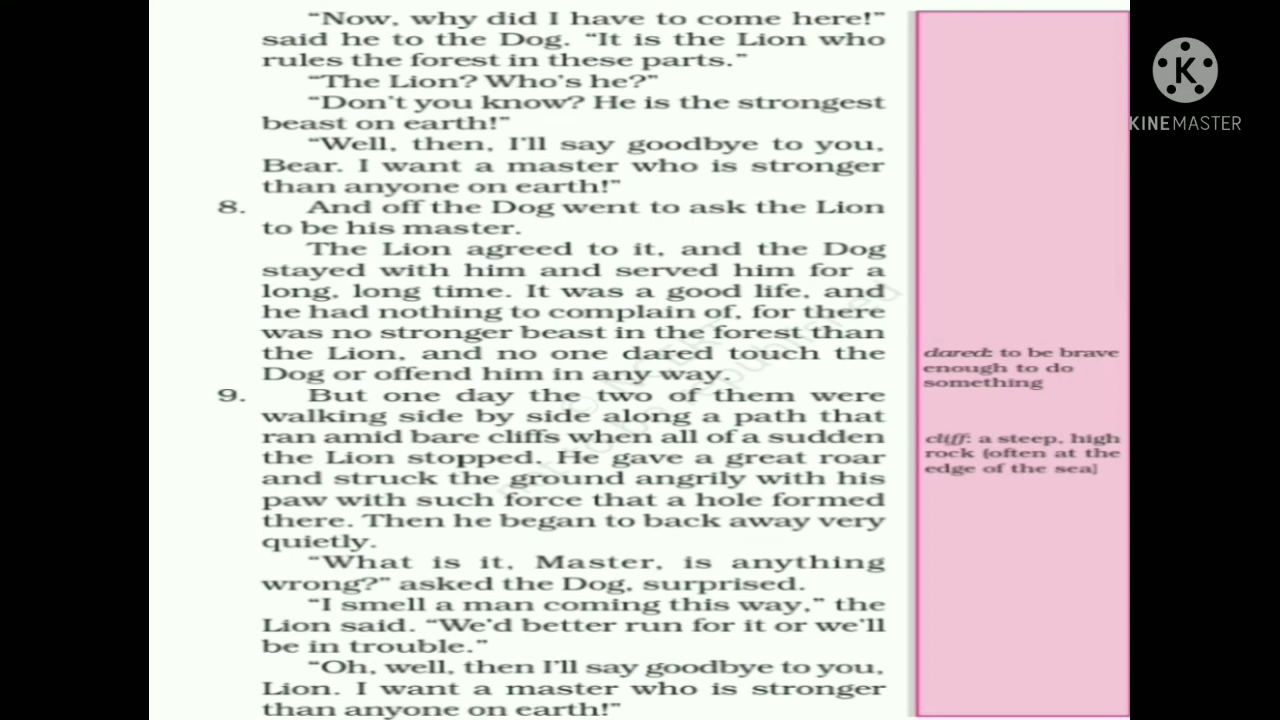 “Now, why did I have to come here!”
said he to the Dog. “It is the Lion who
rules the forest in these parts.”
“The Lion? Who’s he?”
“Don’t you know? He is the strongest
beast on earth!”
“Well, then, I’ll say goodbye to you,
Bear. I want a master who is stronger
than anyone on earth!”
8. And off the Dog went to ask the Lion
to be his master.
The Lion agreed to it, and the Dog
stayed with him and served him for a
long, long time. It was a good life, and
he had nothing to complain of, for there
was no stronger beast in the forest than
the Lion, and no one dared touch the
Dog or offend him in any way.
9. But one day the two of them were
walking side by side along a path that
ran amid bare cliffs when all of a sudden
the Lion stopped. He gave a great roar
and struck the ground angrily with his
paw with such force that a hole formed
there. Then he began to back away very
quietly.
“What is it, Master, is anything
wrong?” asked the Dog, surprised.
“I smell a man coming this way,” the
Lion said. “We’d better run for it or we’ll
be in trouble.”
“Oh, well, then I’ll say goodbye to you,
Lion. I want a master who is stronger
than anyone on earth!”
dared: to be brave
enough to do
something
cliff: a steep, high
rock (often at the
edge of the sea)
K
KINEMASTER